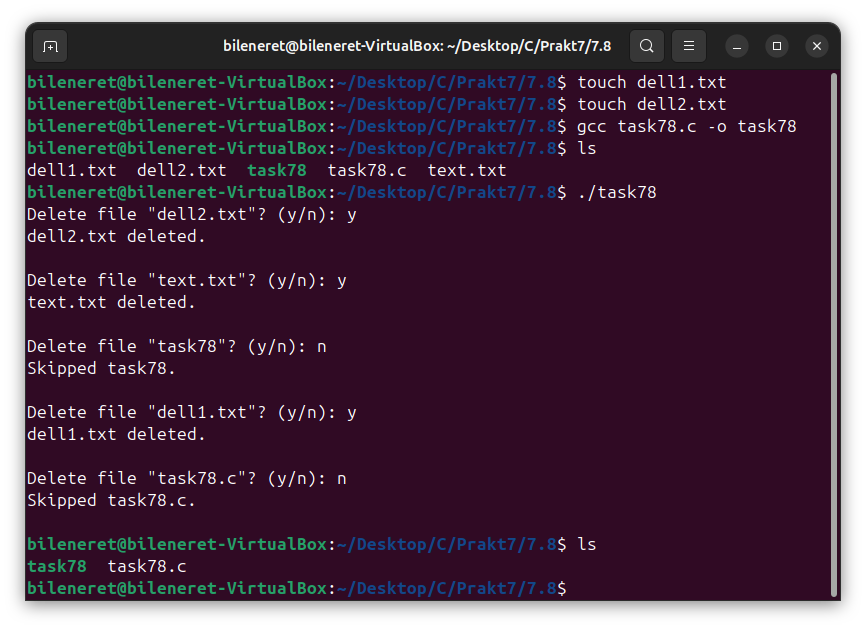 bileneret@bileneret-VirtualBox: ~/Desktop/C/Prakt7/7.8
bileneret@bileneret-VirtualBox:~/Desktop/C/Prakt7/7.8$ touch dell1.txt
bileneret@bileneret-VirtualBox:~/Desktop/C/Prakt7/7.8$ touch dell2.txt
bileneret@bileneret-VirtualBox:~/Desktop/C/Prakt7/7.8$ gcc task78.c -o task78
bileneret@bileneret-VirtualBox:~/Desktop/C/Prakt7/7.8$ ls
dell1.txt  dell2.txt  task78  task78.c  text.txt
bileneret@bileneret-VirtualBox:~/Desktop/C/Prakt7/7.8$ ./task78
Delete file "dell2.txt"? (y/n): y
dell2.txt deleted.

Delete file "text.txt"? (y/n): y
text.txt deleted.

Delete file "task78"? (y/n): n
Skipped task78.

Delete file "dell1.txt"? (y/n): y
dell1.txt deleted.

Delete file "task78.c"? (y/n): n
Skipped task78.c.

bileneret@bileneret-VirtualBox:~/Desktop/C/Prakt7/7.8$ ls
task78  task78.c
bileneret@bileneret-VirtualBox:~/Desktop/C/Prakt7/7.8$